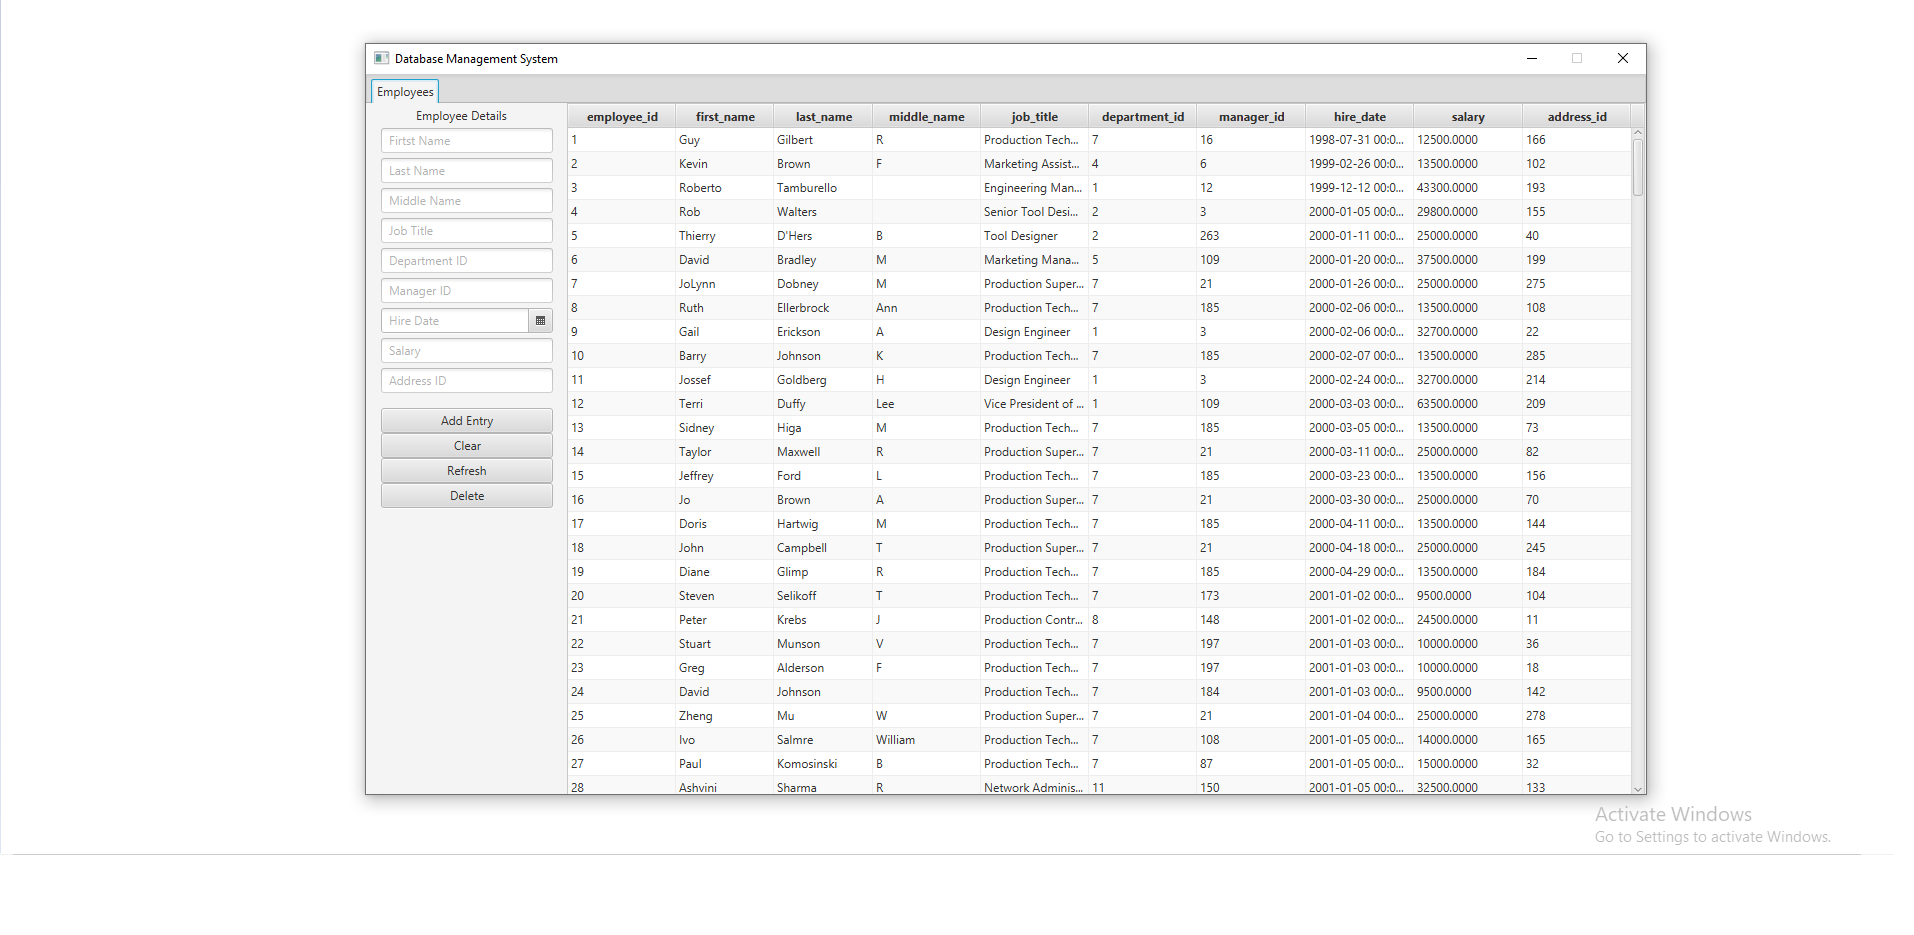 Database Management System
Employees
Employee Details
Firtst Name
Last Name
Middle Name
Job Title
Department ID
Manager ID
Hire Date
Salary
Address ID
Add Entry
Clear
Refresh
Delete
employee_id first_name last_name middle_name job_title department_id manager_id hire_date salary address_id
1 Guy Gilbert R Production Tech... 7 16 1998-07-31 00:0... 12500.0000 166
2 Kevin Brown F Marketing Assist... 4 6 1999-02-26 00:0... 13500.0000 102
3 Roberto Tamburello Engineering Man... 1 12 1999-12-12 00:0... 43300.0000 193
4 Rob Walters Senior Tool Desi... 2 3 2000-01-05 00:0... 29800.0000 155
5 Thierry D'Hers B Tool Designer 2 263 2000-01-11 00:0... 25000.0000 40
6 David Bradley M Marketing Mana... 5 109 2000-01-20 00:0... 37500.0000 199
7 JoLynn Dobney M Production Super... 7 21 2000-01-26 00:0... 25000.0000 275
8 Ruth Ellerbrock Ann Production Tech... 7 185 2000-02-06 00:0... 13500.0000 108
9 Gail Erickson A Design Engineer 1 3 2000-02-06 00:0... 32700.0000 22
10 Barry Johnson K Production Tech... 7 185 2000-02-07 00:0... 13500.0000 285
11 Jossef Goldberg H Design Engineer 1 3 2000-02-24 00:0... 32700.0000 214
12 Terri Duffy Lee Vice President of ... 1 109 2000-03-03 00:0... 63500.0000 209
13 Sidney Higa M Production Tech... 7 185 2000-03-05 00:0... 13500.0000 73
14 Taylor Maxwell R Production Super... 7 21 2000-03-11 00:0... 25000.0000 82
15 Jeffrey Ford L Production Tech... 7 185 2000-03-23 00:0... 13500.0000 156
16 Jo Brown A Production Super... 7 21 2000-03-30 00:0... 25000.0000 70
17 Doris Hartwig M Production Tech... 7 185 2000-04-11 00:0... 13500.0000 144
18 John Campbell T Production Super... 7 21 2000-04-18 00:0... 25000.0000 245
19 Diane Glimp R Production Tech... 7 185 2000-04-29 00:0... 13500.0000 184
20 Steven Selikoff T Production Tech... 7 173 2001-01-02 00:0... 9500.0000 104
21 Peter Krebs J Production Contr... 8 148 2001-01-02 00:0... 24500.0000 11
22 Stuart Munson V Production Tech... 7 197 2001-01-03 00:0... 10000.0000 36
23 Greg Alderson F Production Tech... 7 197 2001-01-03 00:0... 10000.0000 18
24 David Johnson Production Tech... 7 184 2001-01-03 00:0... 9500.0000 142
25 Zheng Mu W Production Super... 7 21 2001-01-04 00:0... 25000.0000 278
26 Ivo Salmre William Production Tech... 7 108 2001-01-05 00:0... 14000.0000 165
27 Paul Komosinski B Production Tech... 7 87 2001-01-05 00:0... 15000.0000 32
28 Ashvini Sharma R Network Adminis... 11 150 2001-01-05 00:0... 32500.0000 133
Activate Windows
Go to Settings to activate Windows.